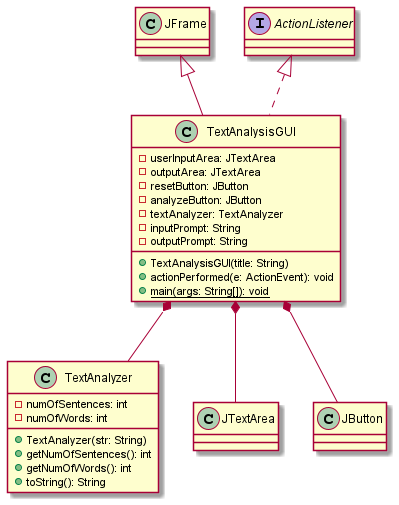 C JFrame
I ActionListener
C TextAnalysisGUI
userInputArea: JTextArea
outputArea: JTextArea
resetButton: JButton
analyzeButton: JButton
textAnalyzer: TextAnalyzer
inputPrompt: String
outputPrompt: String
TextAnalysisGUI(title: String)
actionPerformed(e: ActionEvent): void
main(args: String[]): void
C TextAnalyzer
numOfSentences: int
numOfWords: int
TextAnalyzer(str: String)
getNumOfSentences(): int
getNumOfWords(): int
toString(): String
C JTextArea
C JButton